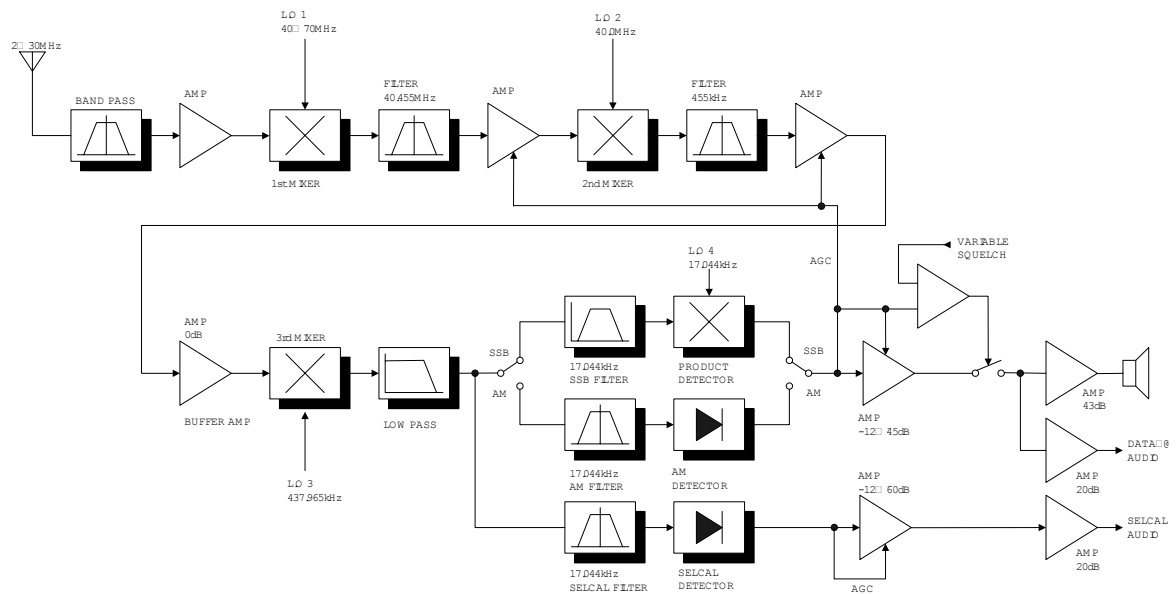 L.O. 1
40□ 70MHz
L.O. 2
40.0MHz
2□ 30MHz
BAND PASS
AMP
1st MIXER
FILTER
40.455MHz
AMP
2nd MIXER
FILTER
455kHz
AMP
L.O. 4
17.044kHz
AGC
VARIABLE
SQUELCH
AMP
0dB
BUFFER AMP
3rd MIXER
L.O. 3
437.965kHz
LOW PASS
SSB
AM
17.044kHz
SSB FILTER
PRODUCT
DETECTOR
SSB
AM
17.044kHz
AM FILTER
AM
DETECTOR
AMP
-12□ 45dB
AMP
43dB
DATA□@
AUDIO
AMP
20dB
17.044kHz
SELCAL FILTER
SELCAL
DETECTOR
AMP
-12□ 60dB
AGC
SELCAL
AUDIO
AMP
20dB